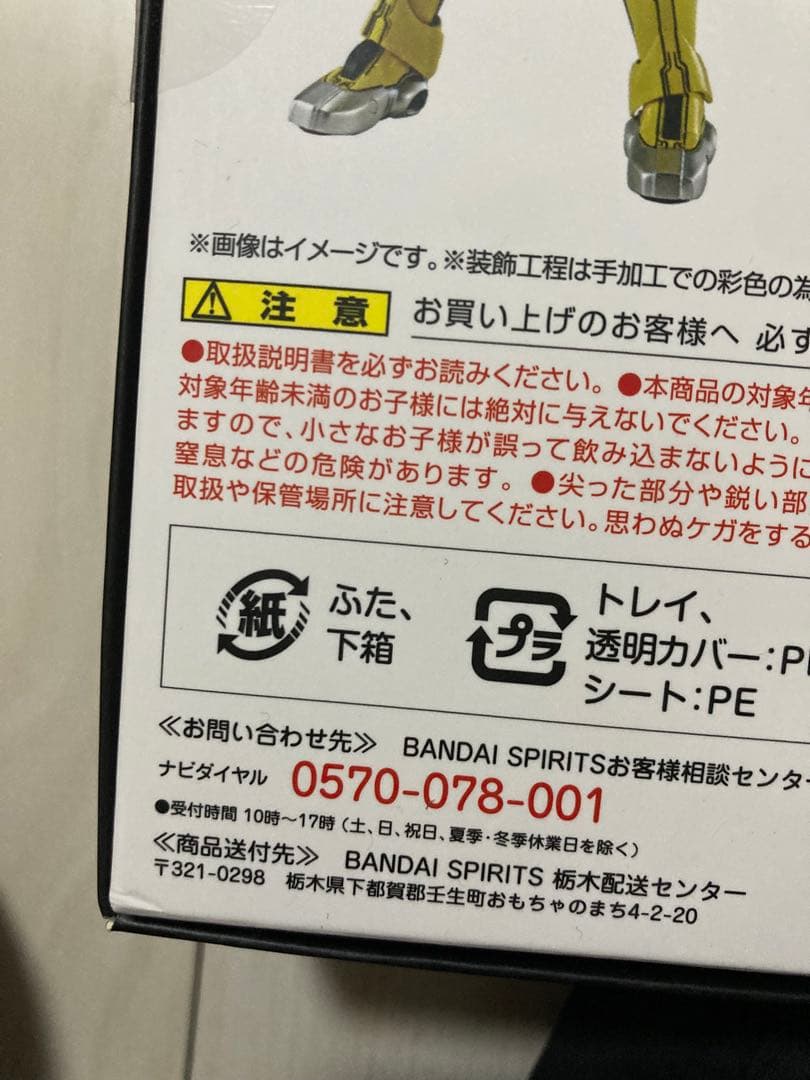 ※画像はイメージです。※装飾工程は手加工での彩色の為
注 意 お買い上げのお客様へ 必ず
●取扱説明書を必ずお読みください。●本商品の対象年
対象年齢未満のお子様には絶対に与えないでください。
ますので、小さなお子様が誤って飲み込まないように
窒息などの危険があります。●尖った部分や鋭い部
取扱や保管場所に注意してください。思わぬケガをする
紙 ふた、
下箱
プラ トレイ、
透明カバー:P
シート:PE
≪お問い合わせ先≫ BANDAI SPIRITSお客様相談センター
ナビダイヤル 0570-078-001
●受付時間 10時～17時(土、日、祝日、夏季・冬季休業日を除く)
≪商品送付先≫ BANDAI SPIRITS 栃木配送センター
〒321-0298 栃木県下都賀郡壬生町おもちゃのまち4-2-20